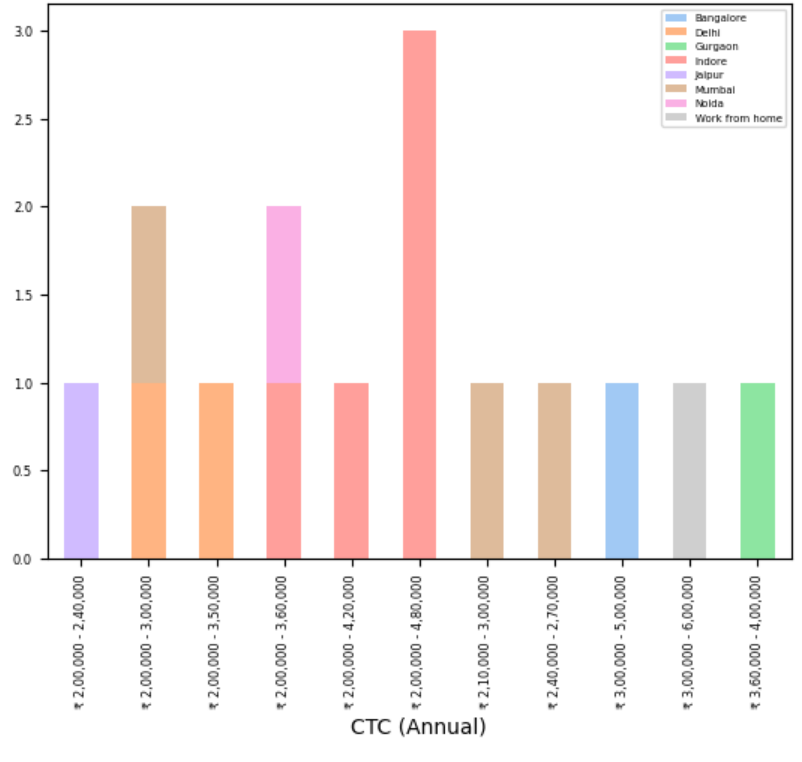 3.0
2.5
2.0
1.5
1.0
0.5
0.0
Bangalore
Delhi
Gurgaon
Indore
Jaipur
Mumbai
Noida
Work from home
₹ 2,00,000 - 2,40,000
₹ 2,00,000 - 3,00,000
₹ 2,00,000 - 3,50,000
₹ 2,00,000 - 3,60,000
₹ 2,00,000 - 4,20,000
₹ 2,00,000 - 4,80,000
₹ 2,10,000 - 3,00,000
₹ 2,40,000 - 2,70,000
₹ 3,00,000 - 5,00,000
₹ 3,00,000 - 6,00,000
₹ 3,60,000 - 4,00,000
CTC (Annual)